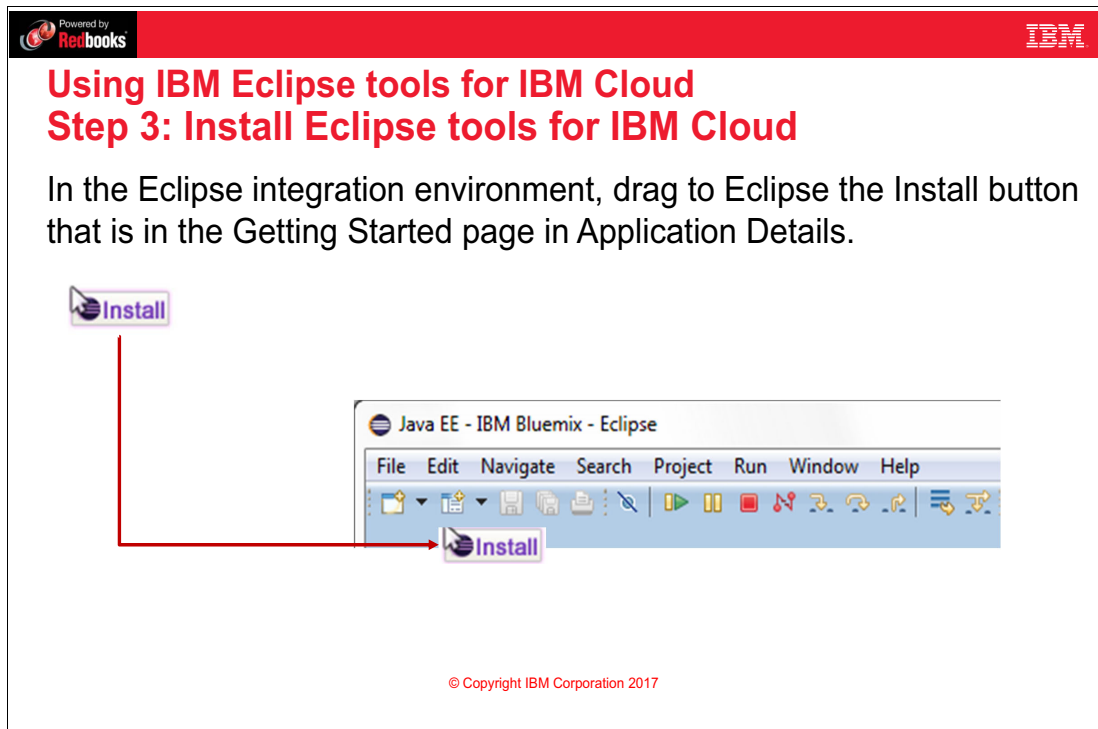 Powered by
Redbooks
IBM
Using IBM Eclipse tools for IBM Cloud
Step 3: Install Eclipse tools for IBM Cloud
In the Eclipse integration environment, drag to Eclipse the Install button
that is in the Getting Started page in Application Details.
Install
Java EE - IBM Bluemix - Eclipse
File Edit Navigate Search Project Run Window Help
Install
© Copyright IBM Corporation 2017